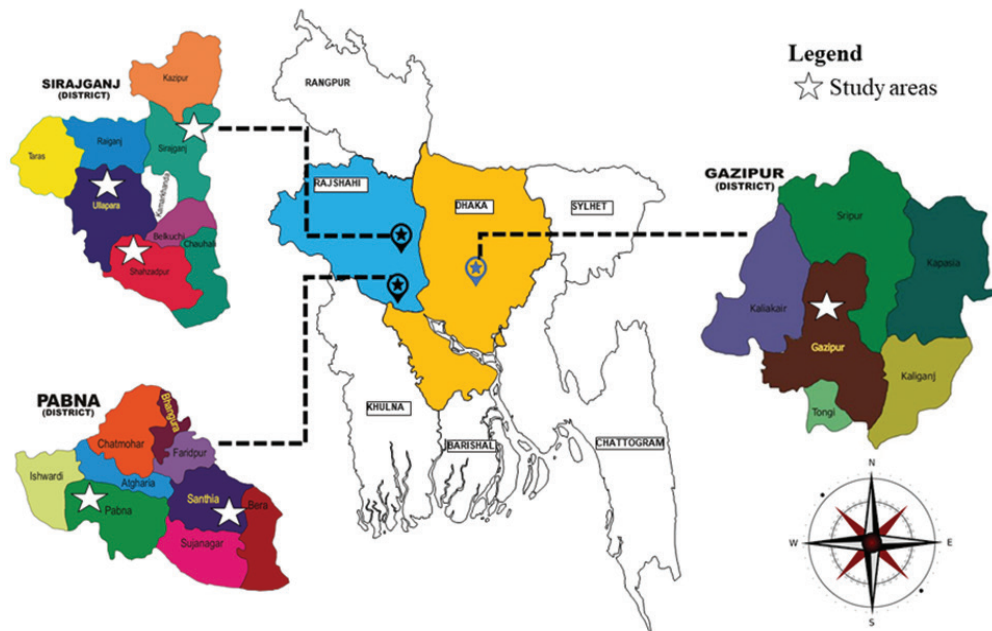 Legend
Study areas
SIRAJGANJ
(DISTRICT)
Kazipur
Taras
Raiganj
Sirajganj
Ullapara
Kamarkhanda
Belkuchi
Chauhali
Shahzadpur
PABNA
(DISTRICT)
Chatmohar
Bhangura
Faridpur
Ishwardi
Atgharia
Pabna
Santhia
Bera
Sujanagar
RANGPUR
RAJSHAHI
DHAKA
SYLHET
KHULNA
BARISHAL
CHATTOGRAM
GAZIPUR
(DISTRICT)
Sripur
Kapasia
Kaliakair
Gazipur
Kaliganj
Tongi
N
W
E
S